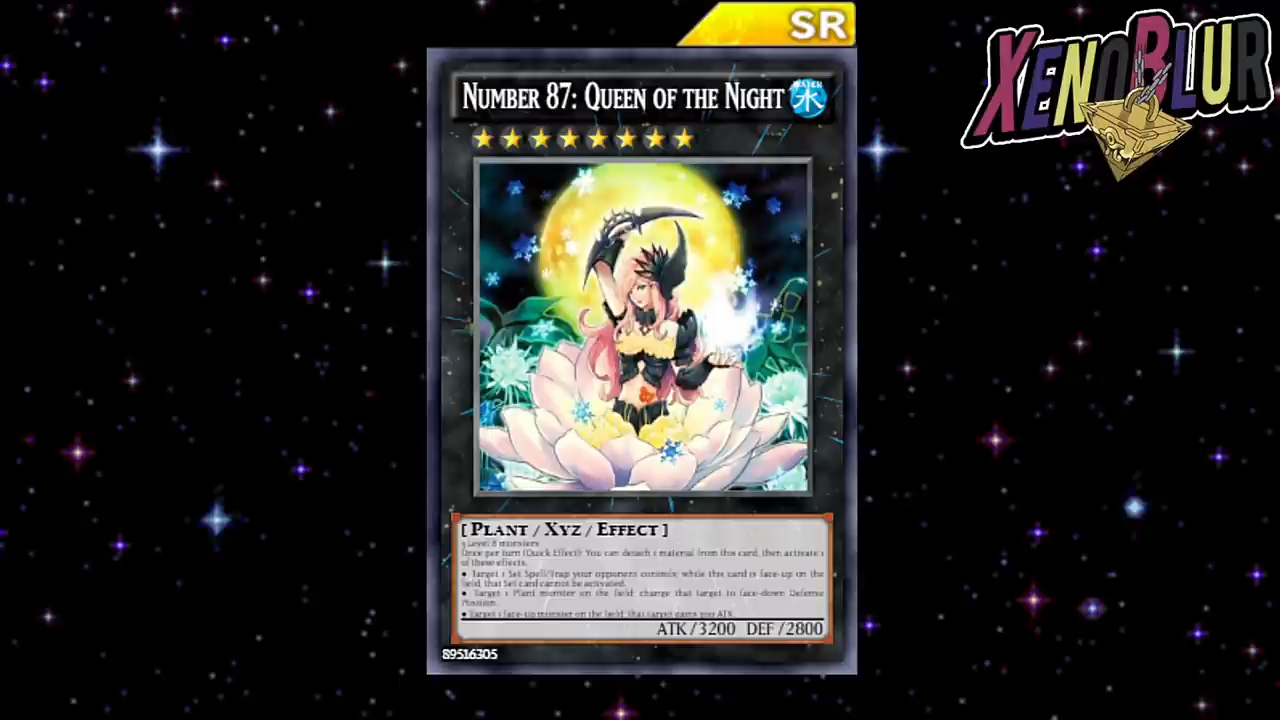 SR
XENOBLUR
NUMBER 87: QUEEN OF THE NIGHT
WATER
水
[ PLANT / XYZ / EFFECT ]
3 Level 8 monsters
Once per turn (Quick Effect): You can detach 1 material from this card, then activate 1
of these effects.
● Target 1 Set Spell/Trap your opponent controls; while this card is face-up on the
field, that Set card cannot be activated.
● Target 1 Plant monster on the field; change that target to face-down Defense
Position.
● Target 1 face-up monster on the field; that target gains 300 ATK.
ATK/3200 DEF/2800
89516305